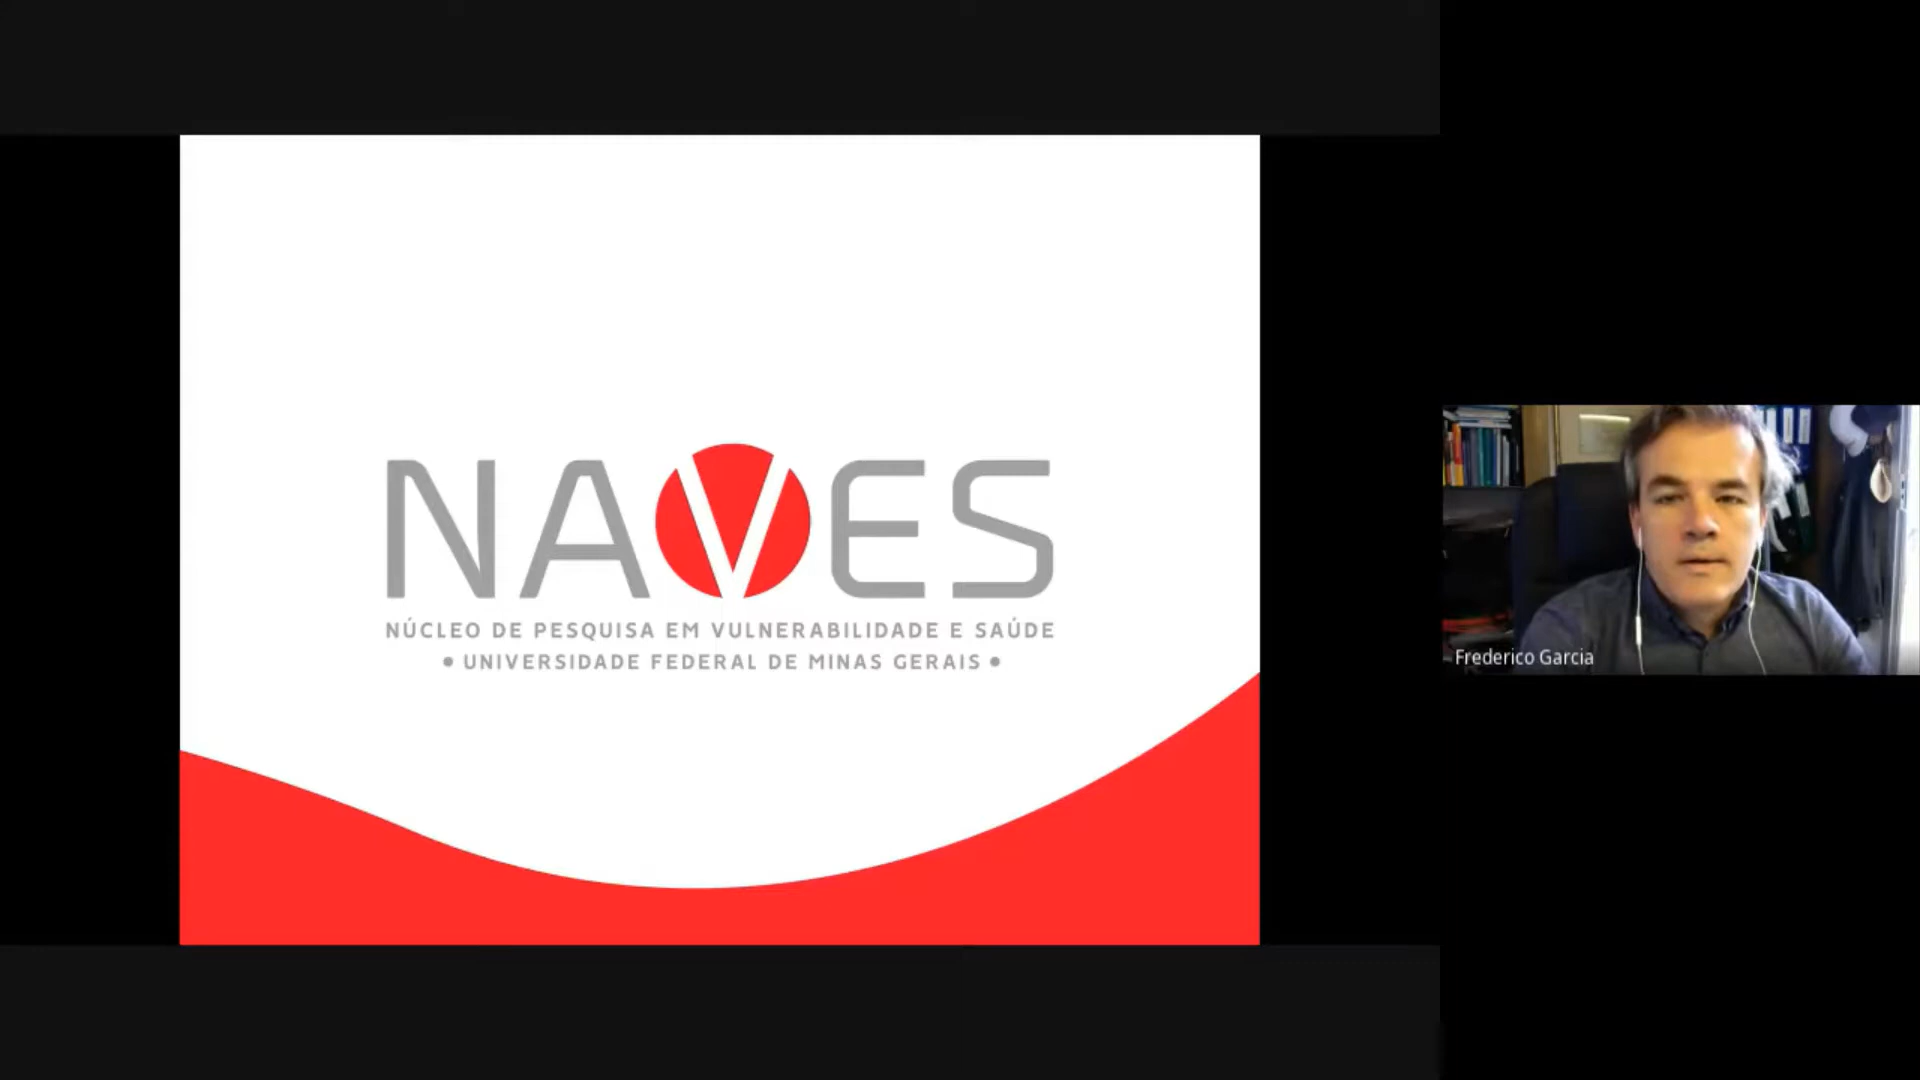 NAVES
NÚCLEO DE PESQUISA EM VULNERABILIDADE E SAÚDE
• UNIVERSIDADE FEDERAL DE MINAS GERAIS •
Frederico Garcia